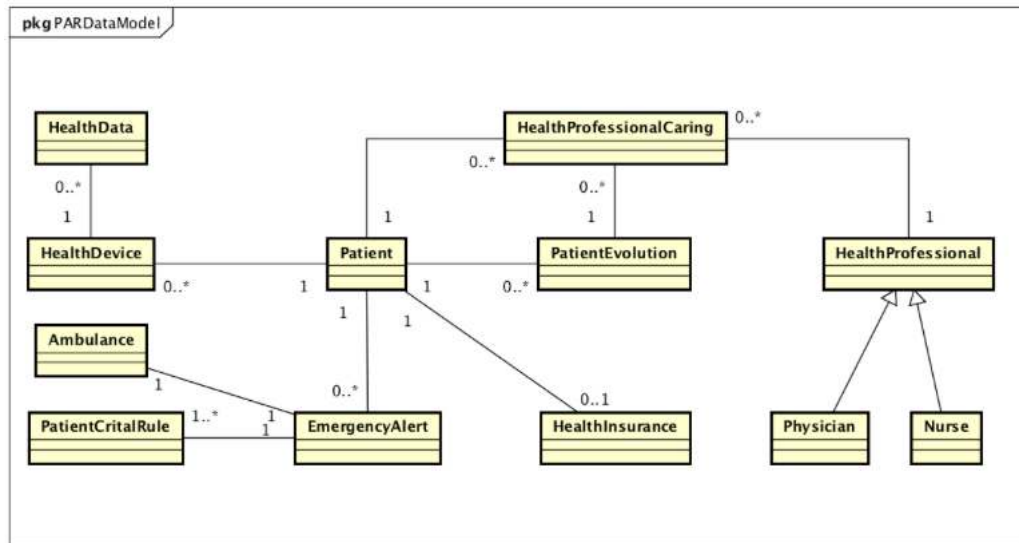 pkg PARDataModel
HealthData
HealthProfessionalCaring
0..*
0..*
0..*
0..*
1
1
1
1
HealthDevice
Patient
PatientEvolution
HealthProfessional
0..*
1
1
0..*
1
1
Ambulance
1
0..*
0..1
1..*
1
1
PatientCritalRule
EmergencyAlert
HealthInsurance
Physician
Nurse